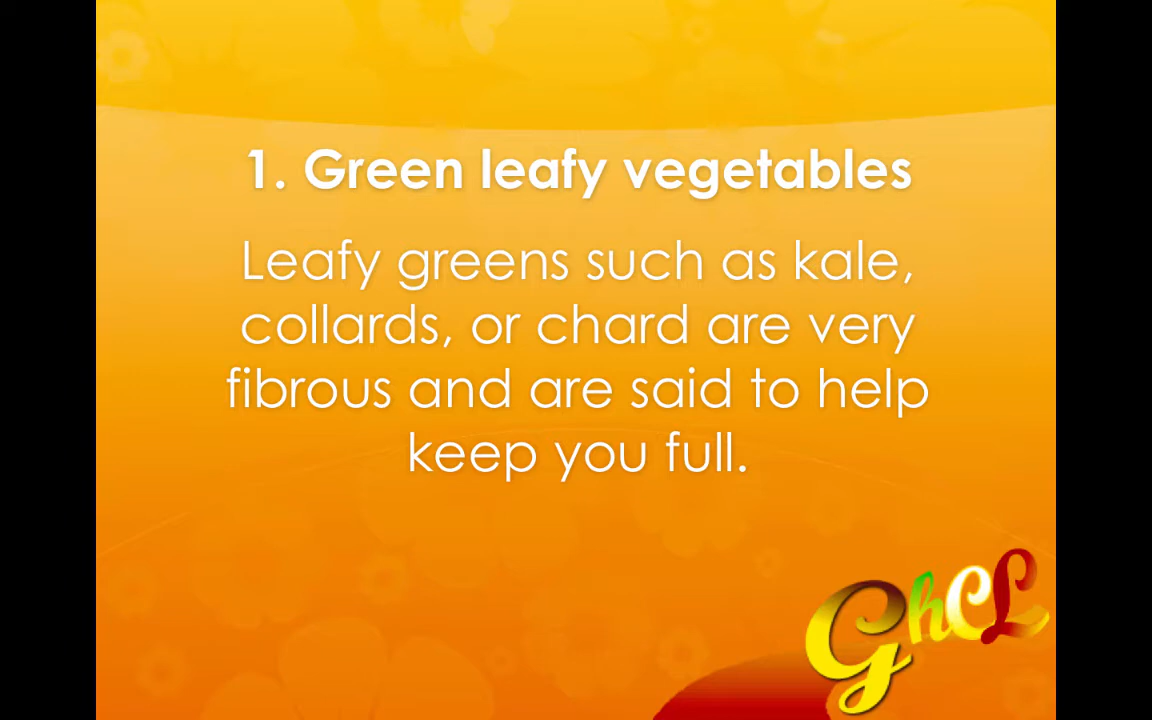 1. Green leafy vegetables
Leafy greens such as kale,
collards, or chard are very
fibrous and are said to help
keep you full.
GhCL